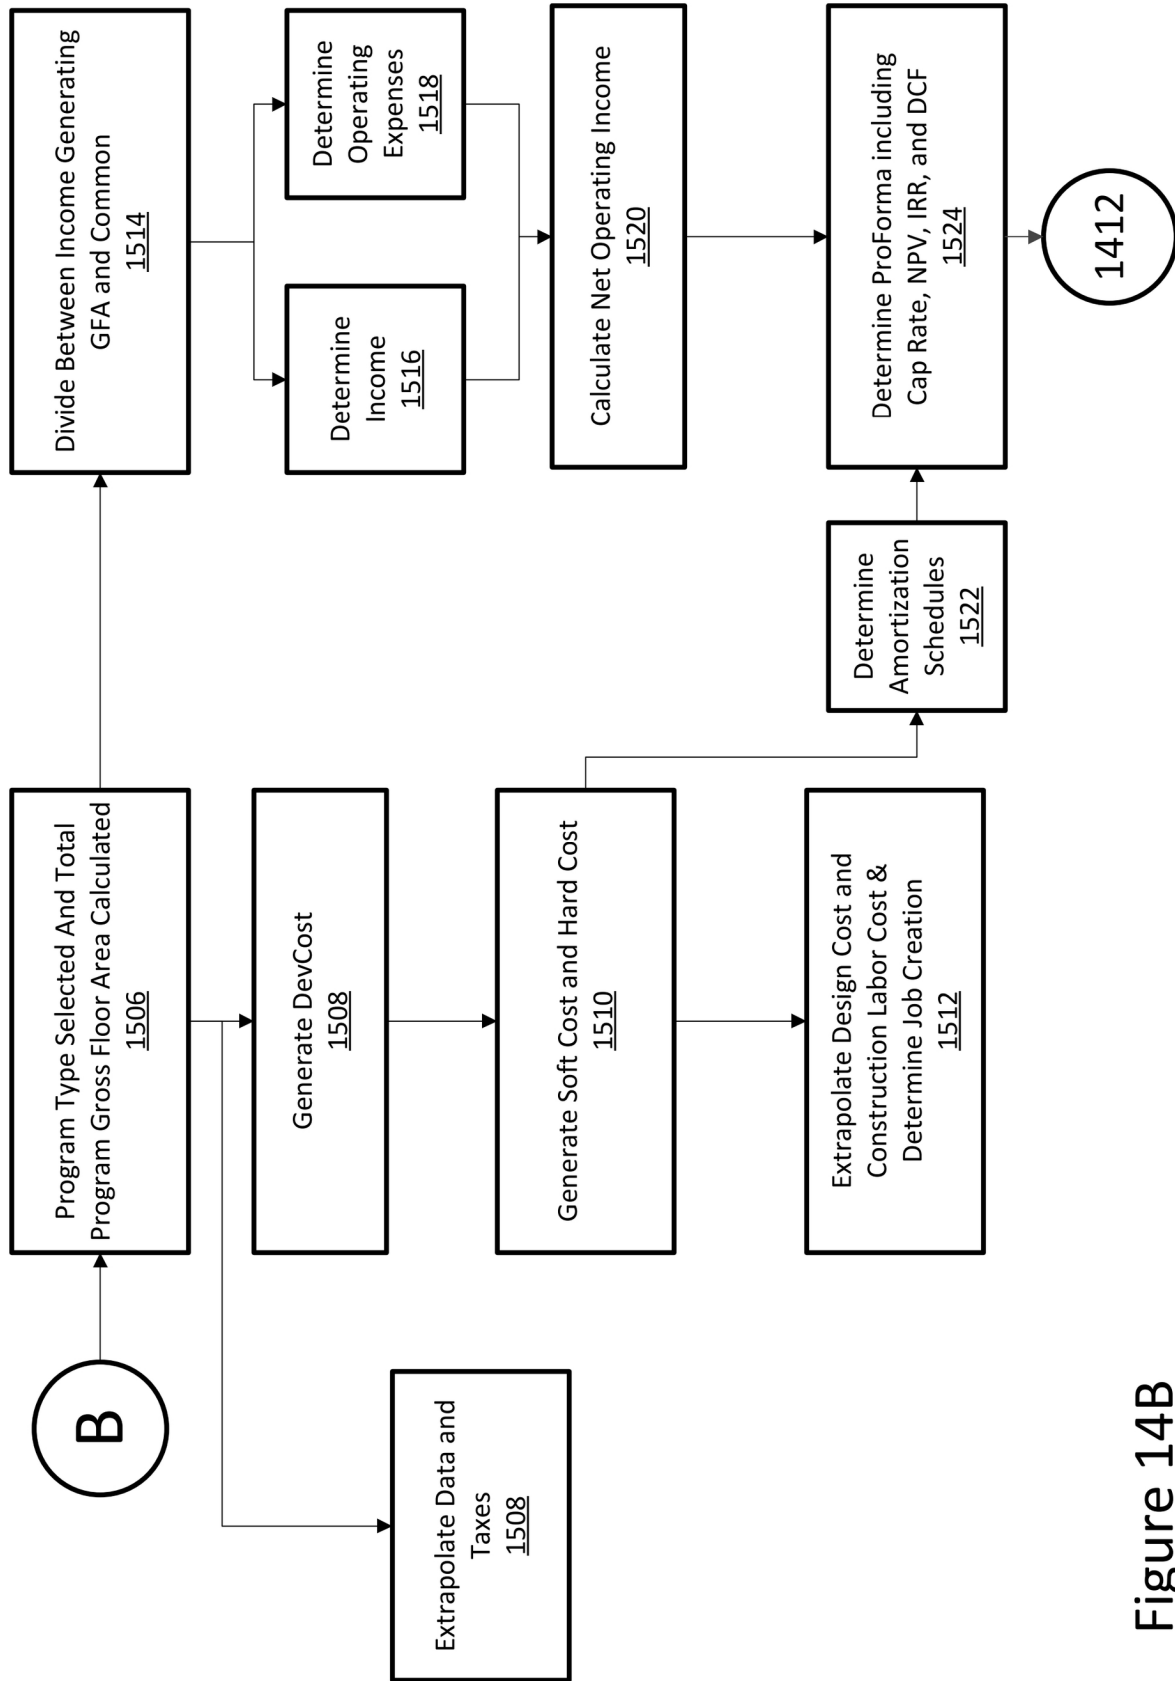 B
Program Type Selected And Total
Program Gross Floor Area Calculated
1506
Divide Between Income Generating
GFA and Common
1514
Extrapolate Data and
Taxes
1508
Generate DevCost
1508
Determine
Income
1516
Determine
Operating
Expenses
1518
Generate Soft Cost and Hard Cost
1510
Calculate Net Operating Income
1520
Extrapolate Design Cost and
Construction Labor Cost &
Determine Job Creation
1512
Determine
Amortization
Schedules
1522
Determine ProForma including
Cap Rate, NPV, IRR, and DCF
1524
1412
Figure 14B